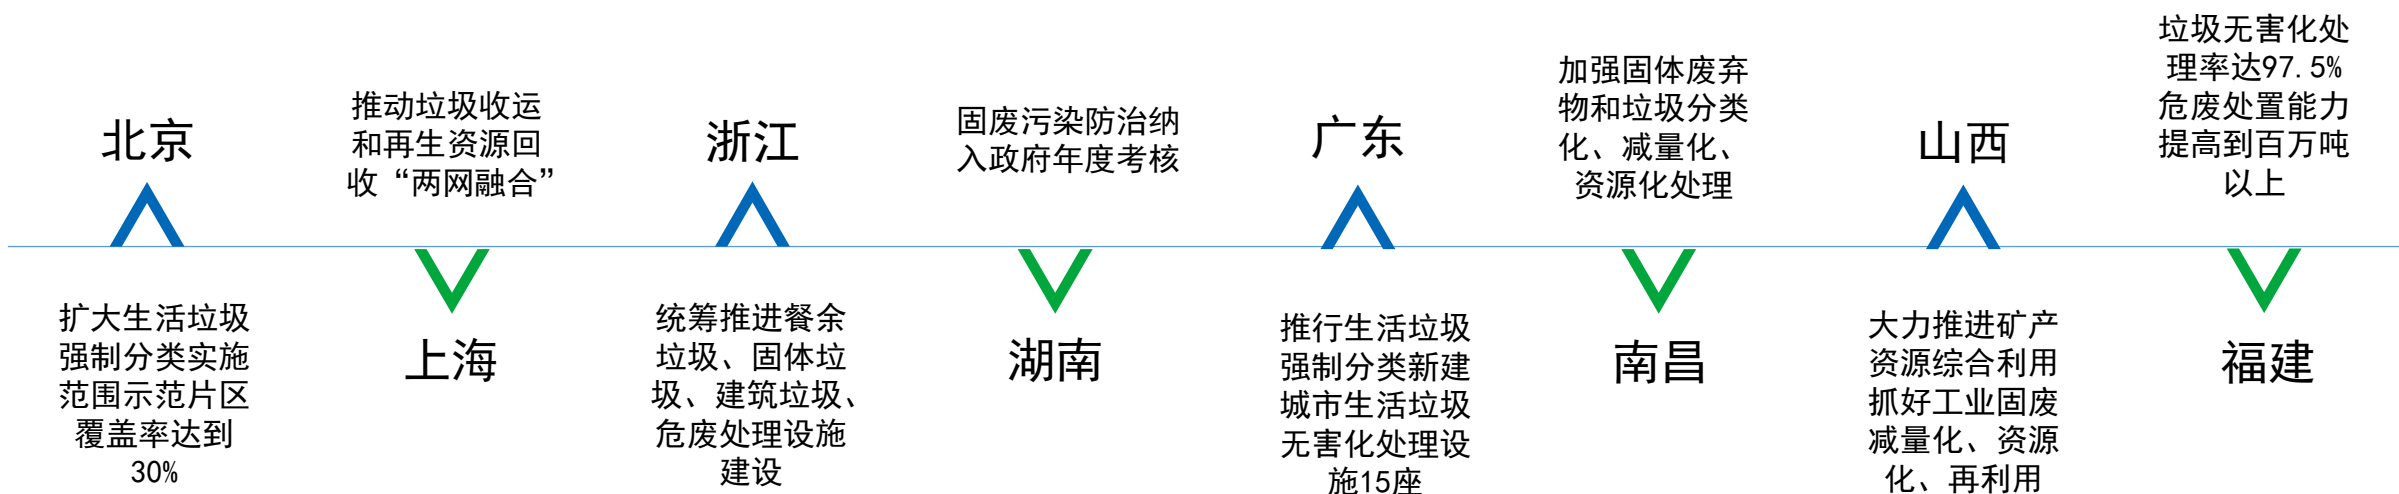 北京
扩大生活垃圾
强制分类实施
范围示范片区
覆盖率达到
30%
推动垃圾收运
和再生资源回
收“两网融合”
上海
浙江
统筹推进餐余
垃圾、固体垃
圾、建筑垃圾、
危废处理设施
建设
固废污染防治纳
入政府年度考核
湖南
广东
推行生活垃圾
强制分类新建
城市生活垃圾
无害化处理设
施15座
加强固体废弃
物和垃圾分类
化、减量化、
资源化处理
南昌
山西
大力推进矿产
资源综合利用
抓好工业固废
减量化、资源
化、再利用
垃圾无害化处
理率达97.5%
危废处置能力
提高到百万吨
以上
福建